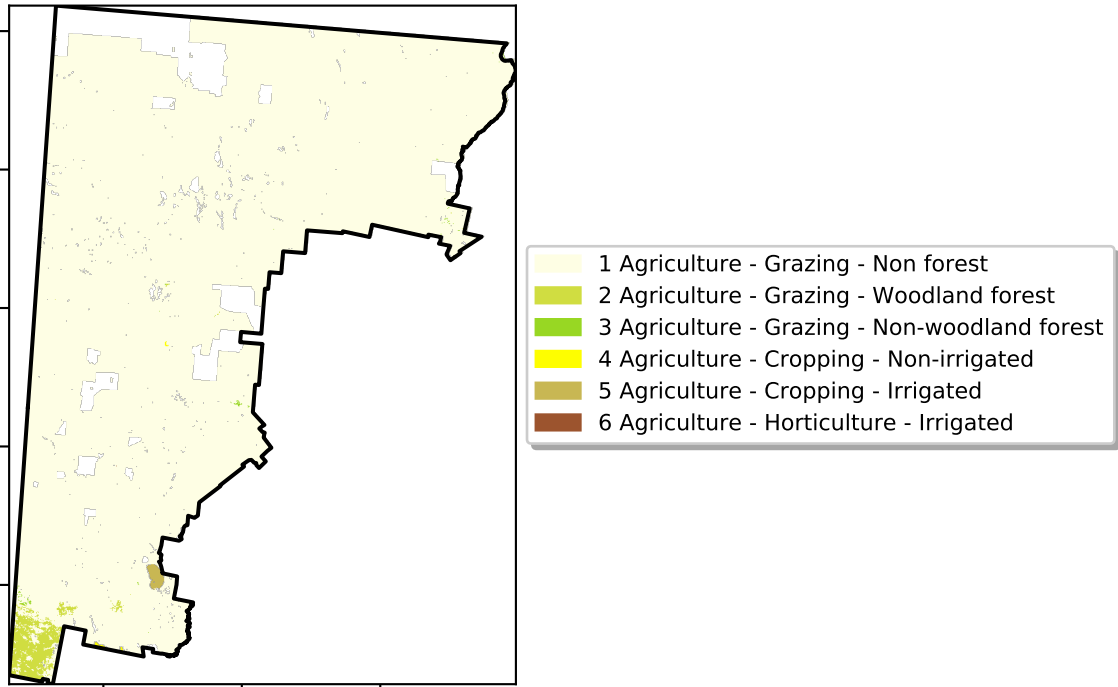 1 Agriculture - Grazing - Non forest
2 Agriculture - Grazing - Woodland forest
3 Agriculture - Grazing - Non-woodland forest
4 Agriculture - Cropping - Non-irrigated
5 Agriculture - Cropping - Irrigated
6 Agriculture - Horticulture - Irrigated